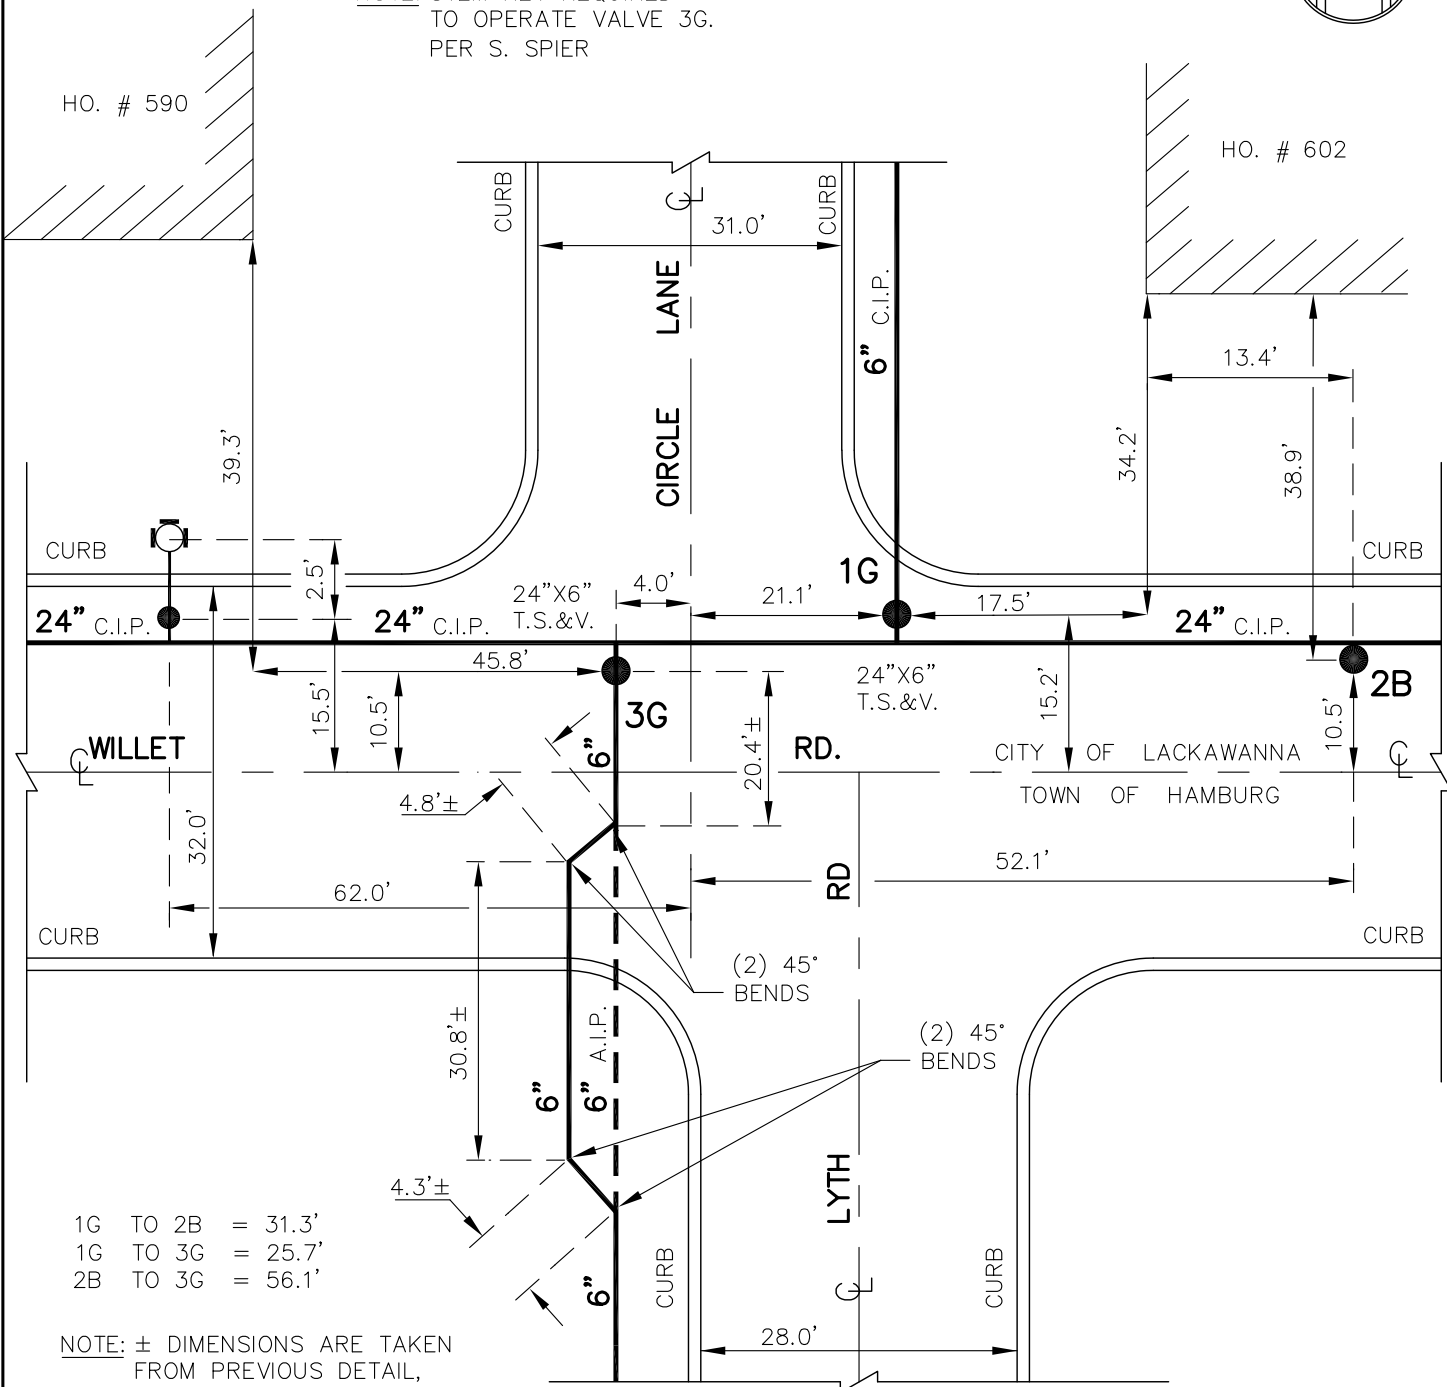 TO OPERATE VALVE 3G.
PER S. SPIER
HO. # 590
HO. # 602
CURB
CURB
31.0'
CIRCLE LANE
6" C.I.P.
13.4'
39.3'
34.2'
38.9'
CURB
CURB
2.5'
24"X6"
T.S.&V.
4.0'
21.1'
1G
17.5'
24" C.I.P.
24" C.I.P.
24" C.I.P.
45.8'
24"X6"
T.S.&V.
2B
3G
15.5'
10.5'
20.4'±
15.2'
10.5'
6"
WILLET RD.
CITY OF LACKAWANNA
TOWN OF HAMBURG
4.8'±
32.0'
62.0'
52.1'
CURB
CURB
(2) 45°
BENDS
(2) 45°
BENDS
30.8'±
A.I.P.
6"
6"
LYTH RD
4.3'±
1G TO 2B = 31.3'
1G TO 3G = 25.7'
2B TO 3G = 56.1'
6"
CURB
CURB
28.0'
NOTE: ± DIMENSIONS ARE TAKEN
FROM PREVIOUS DETAIL,